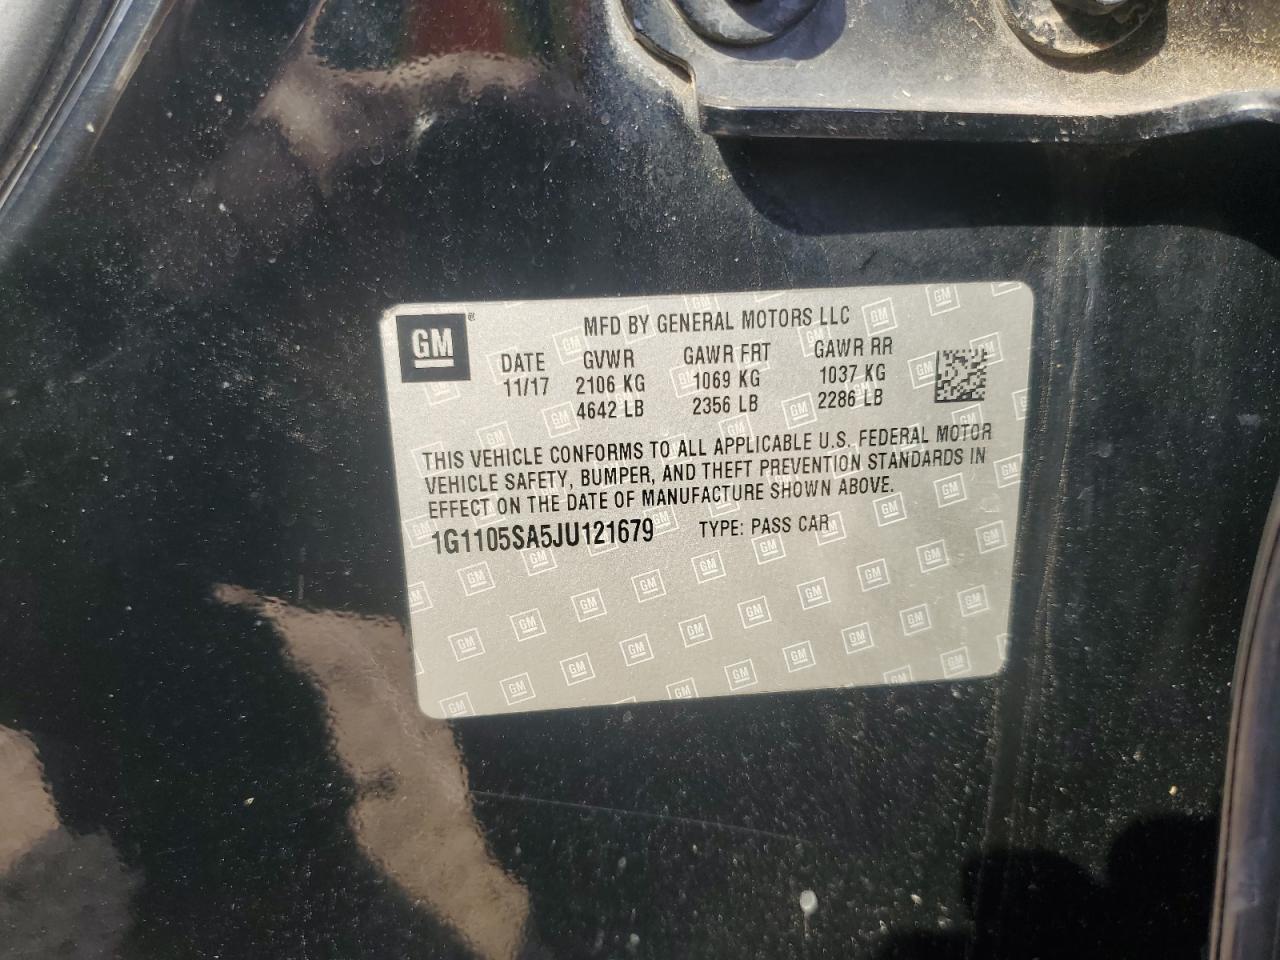 GM®
MFD BY GENERAL MOTORS LLC
DATE GVWR GAWR FRT GAWR RR
11/17 2106 KG 1069 KG 1037 KG
4642 LB 2356 LB 2286 LB
THIS VEHICLE CONFORMS TO ALL APPLICABLE U.S. FEDERAL MOTOR
VEHICLE SAFETY, BUMPER, AND THEFT PREVENTION STANDARDS IN
EFFECT ON THE DATE OF MANUFACTURE SHOWN ABOVE.
1G1105SA5JU121679 TYPE: PASS CAR